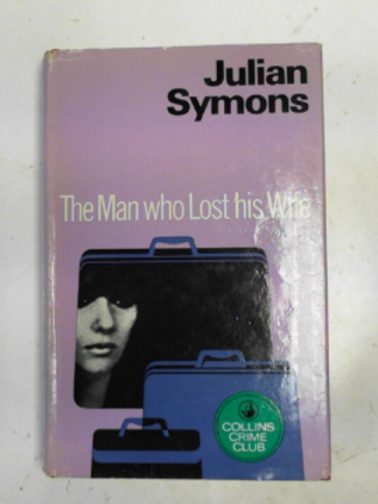 Julian
Symons
The Man who Lost his Wife
COLLINS
CRIME
CLUB